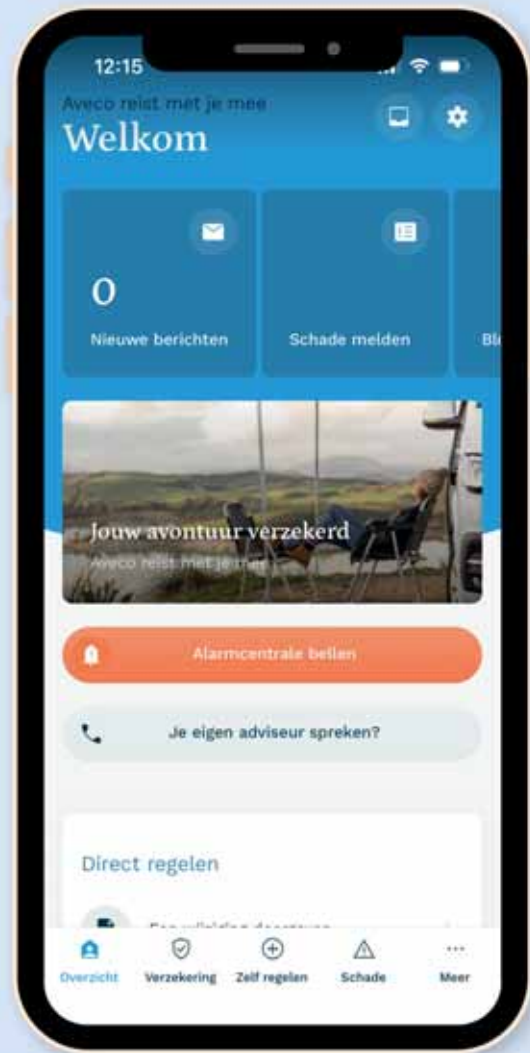 12:15
Aveco reist met je mee
Welkom
0
Nieuwe berichten
Schade melden
Jouw avontuur verzekerd
Aveco reist met je mee
Alarmcentrale bellen
Je eigen adviseur spreken?
Direct regelen
Overzicht
Verzekering
Zelf regelen
Schade
Meer